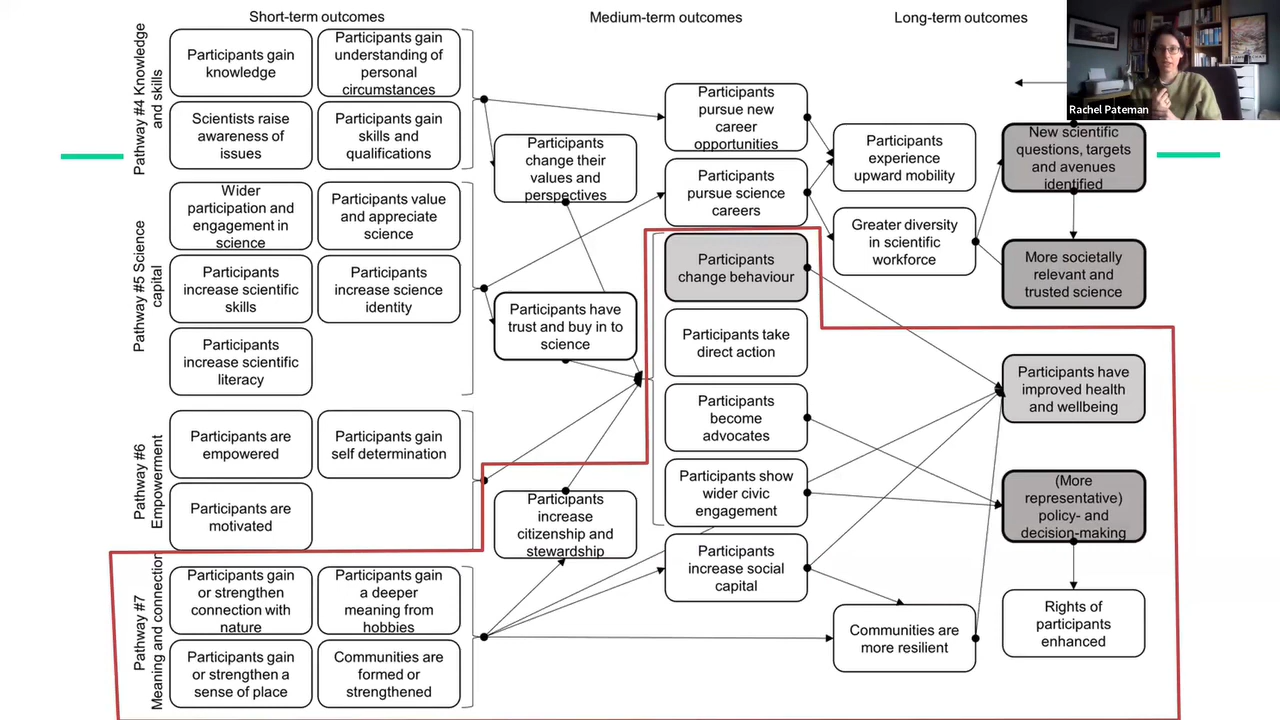 Short-term outcomes
Medium-term outcomes
Long-term outcomes
Rachel Pateman
Pathway #4 Knowledge
and skills
Participants gain
knowledge
Participants gain
understanding of
personal
circumstances
Scientists raise
awareness of
issues
Participants gain
skills and
qualifications
Pathway #5 Science
capital
Wider
participation and
engagement in
science
Participants value
and appreciate
science
Participants
increase scientific
skills
Participants
increase science
identity
Participants
increase scientific
literacy
Pathway #6
Empowerment
Participants are
empowered
Participants gain
self determination
Participants are
motivated
Pathway #7
Meaning and connection
Participants gain
or strengthen
connection with
nature
Participants gain
a deeper
meaning from
hobbies
Participants gain
or strengthen a
sense of place
Communities are
formed or
strengthened
Participants
change their
values and
perspectives
Participants have
trust and buy in to
science
Participants
increase
citizenship and
stewardship
Participants
pursue new
career
opportunities
Participants
pursue science
careers
Participants
change behaviour
Participants take
direct action
Participants
become
advocates
Participants show
wider civic
engagement
Participants
increase social
capital
Participants
experience
upward mobility
Greater diversity
in scientific
workforce
Communities are
more resilient
New scientific
questions, targets
and avenues
identified
More societally
relevant and
trusted science
Participants have
improved health
and wellbeing
(More
representative)
policy- and
decision-making
Rights of
participants
enhanced